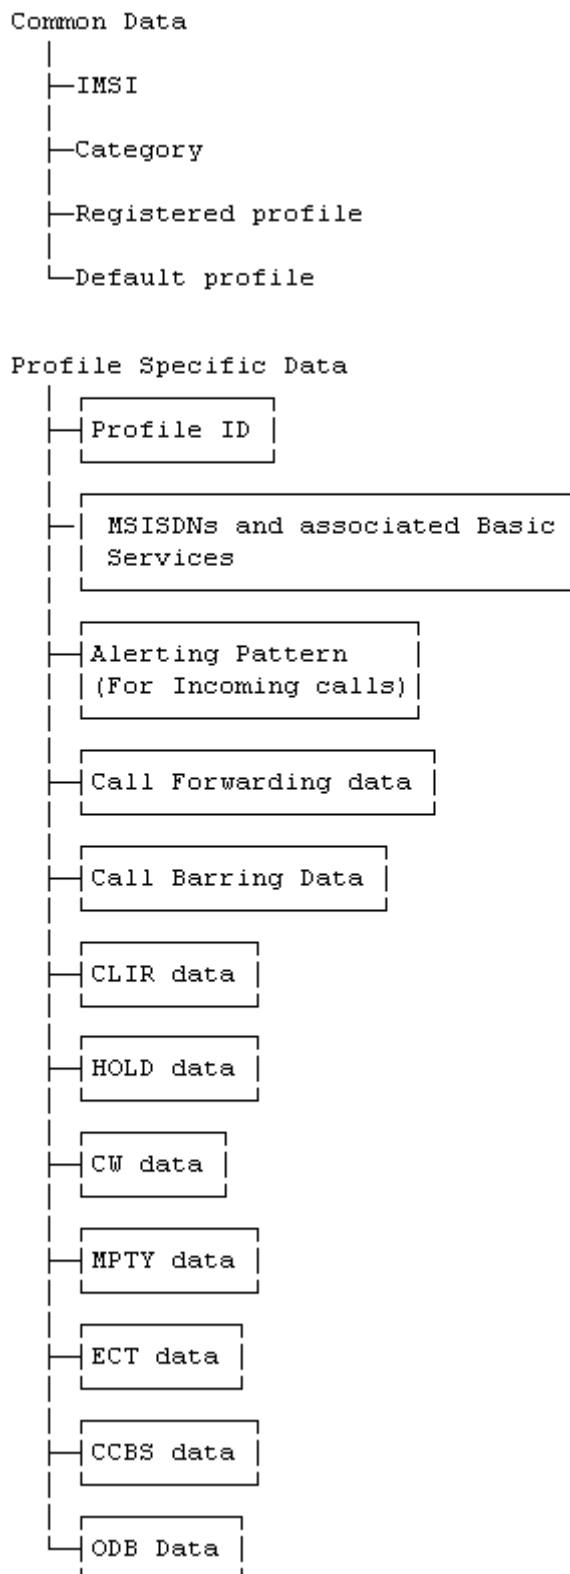 Common Data
IMSI
Category
Registered profile
Default profile
Profile Specific Data
Profile ID
MSISDNs and associated Basic
Services
Alerting Pattern
(For Incoming calls)
Call Forwarding data
Call Barring Data
CLIR data
HOLD data
CW data
MPTY data
ECT data
CCBS data
ODB Data